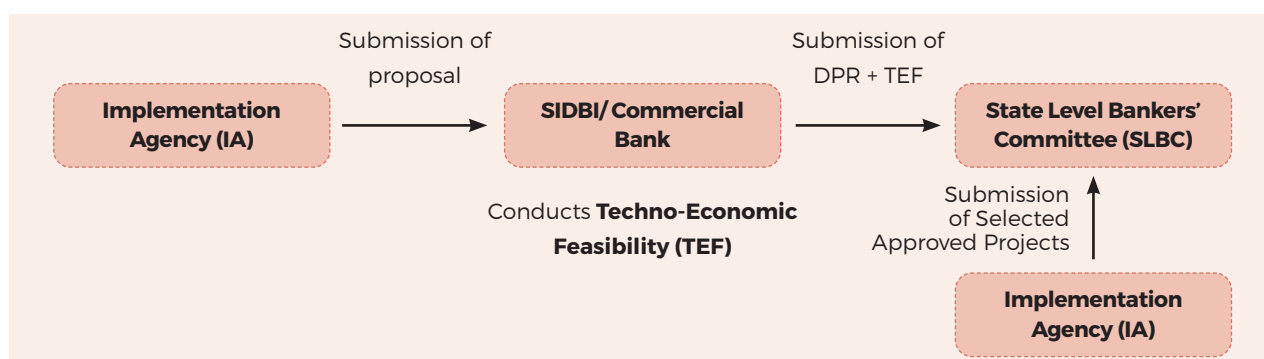 Submission of
proposal
Submission of
DPR + TEF
Implementation
Agency (IA)
SIDBI/ Commercial
Bank
State Level Bankers’
Committee (SLBC)
Conducts Techno-Economic
Feasibility (TEF)
Submission
of Selected
Approved Projects
Implementation
Agency (IA)